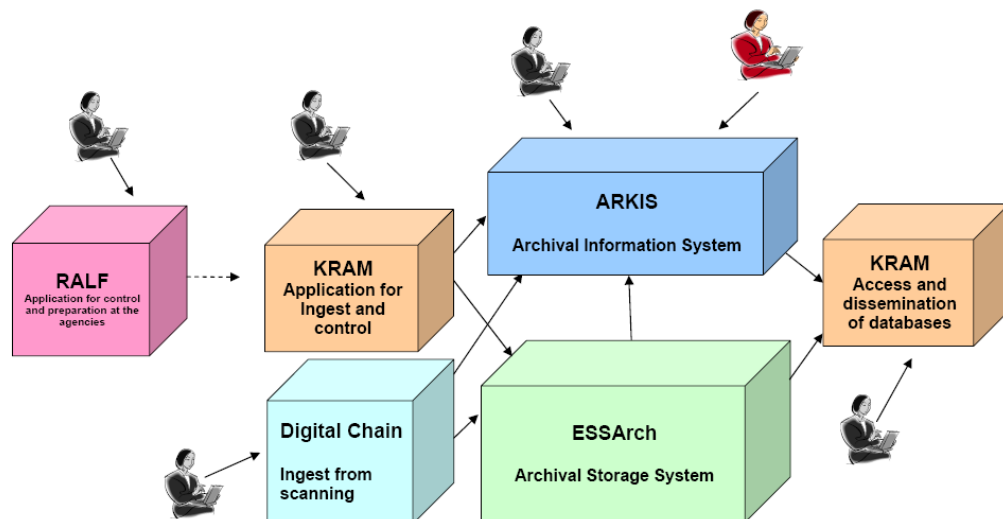 ARKIS
Archival Information System
RALF
Application for control
and preparation at the
agencies
KRAM
Application for
Ingest and
control
KRAM
Access and
dissemination
of databases
Digital Chain
Ingest from
scanning
ESSArch
Archival Storage System